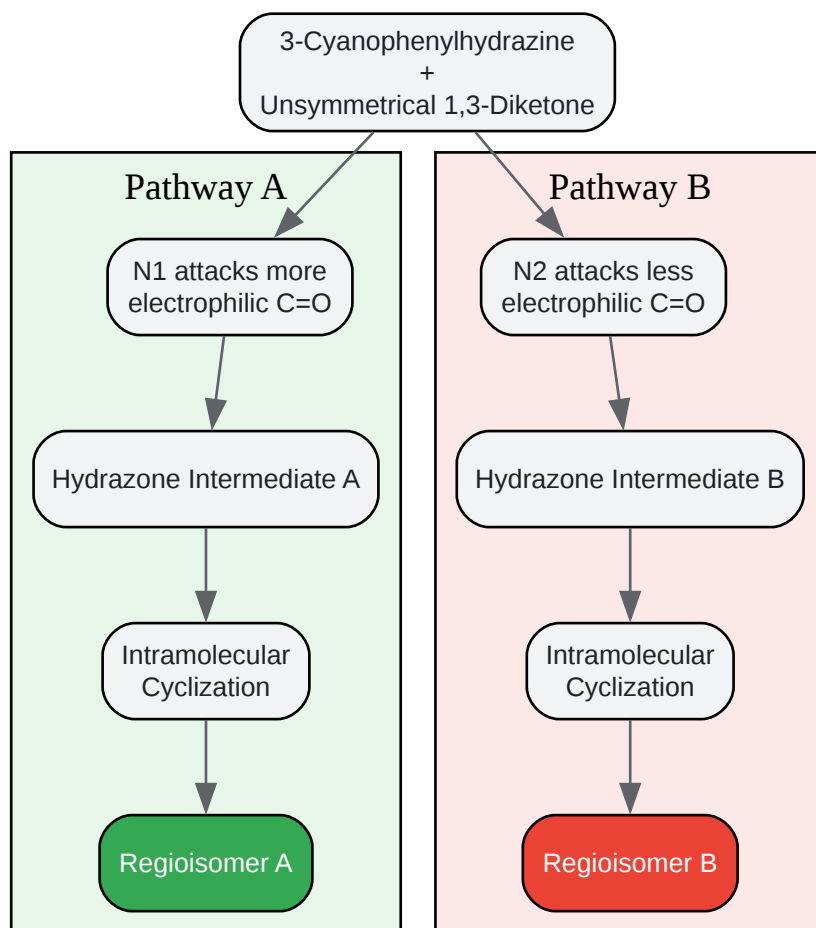 3-Cyanophenylhydrazine
+
Unsymmetrical 1,3-Diketone
Pathway A
N1 attacks more
electrophilic C=O
Hydrazone Intermediate A
Intramolecular
Cyclization
Regioisomer A
Pathway B
N2 attacks less
electrophilic C=O
Hydrazone Intermediate B
Intramolecular
Cyclization
Regioisomer B